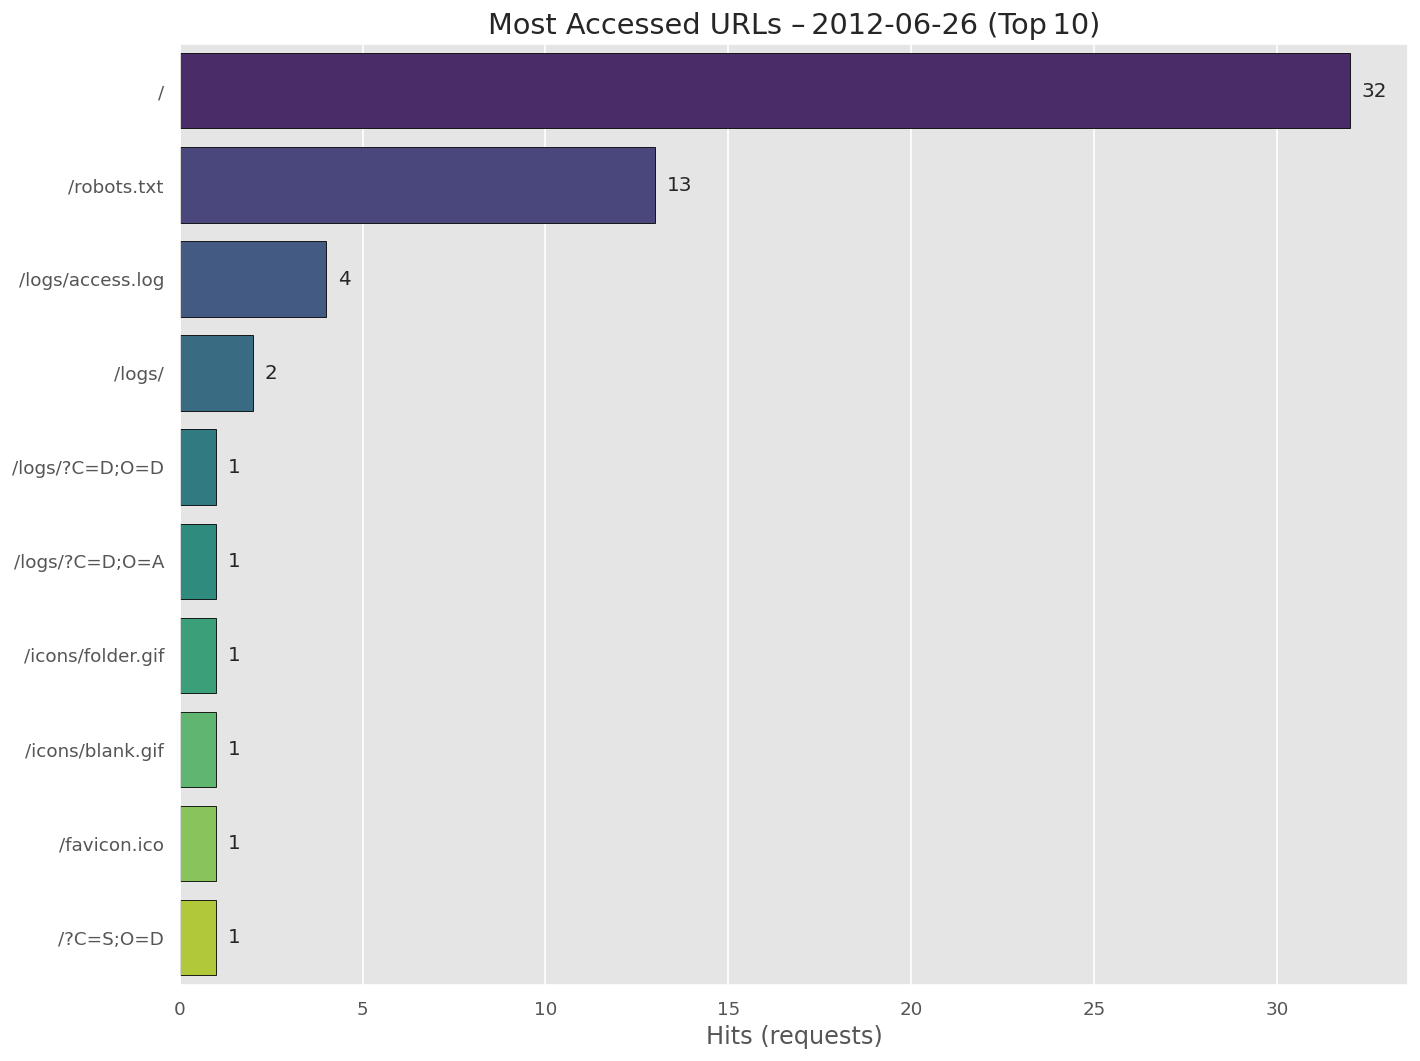 Most Accessed URLs – 2012-06-26 (Top 10)
/ 32
/robots.txt 13
/logs/access.log 4
/logs/ 2
/logs/?C=D;O=D 1
/logs/?C=D;O=A 1
/icons/folder.gif 1
/icons/blank.gif 1
/favicon.ico 1
/?C=S;O=D 1
0 5 10 15 20 25 30
Hits (requests)